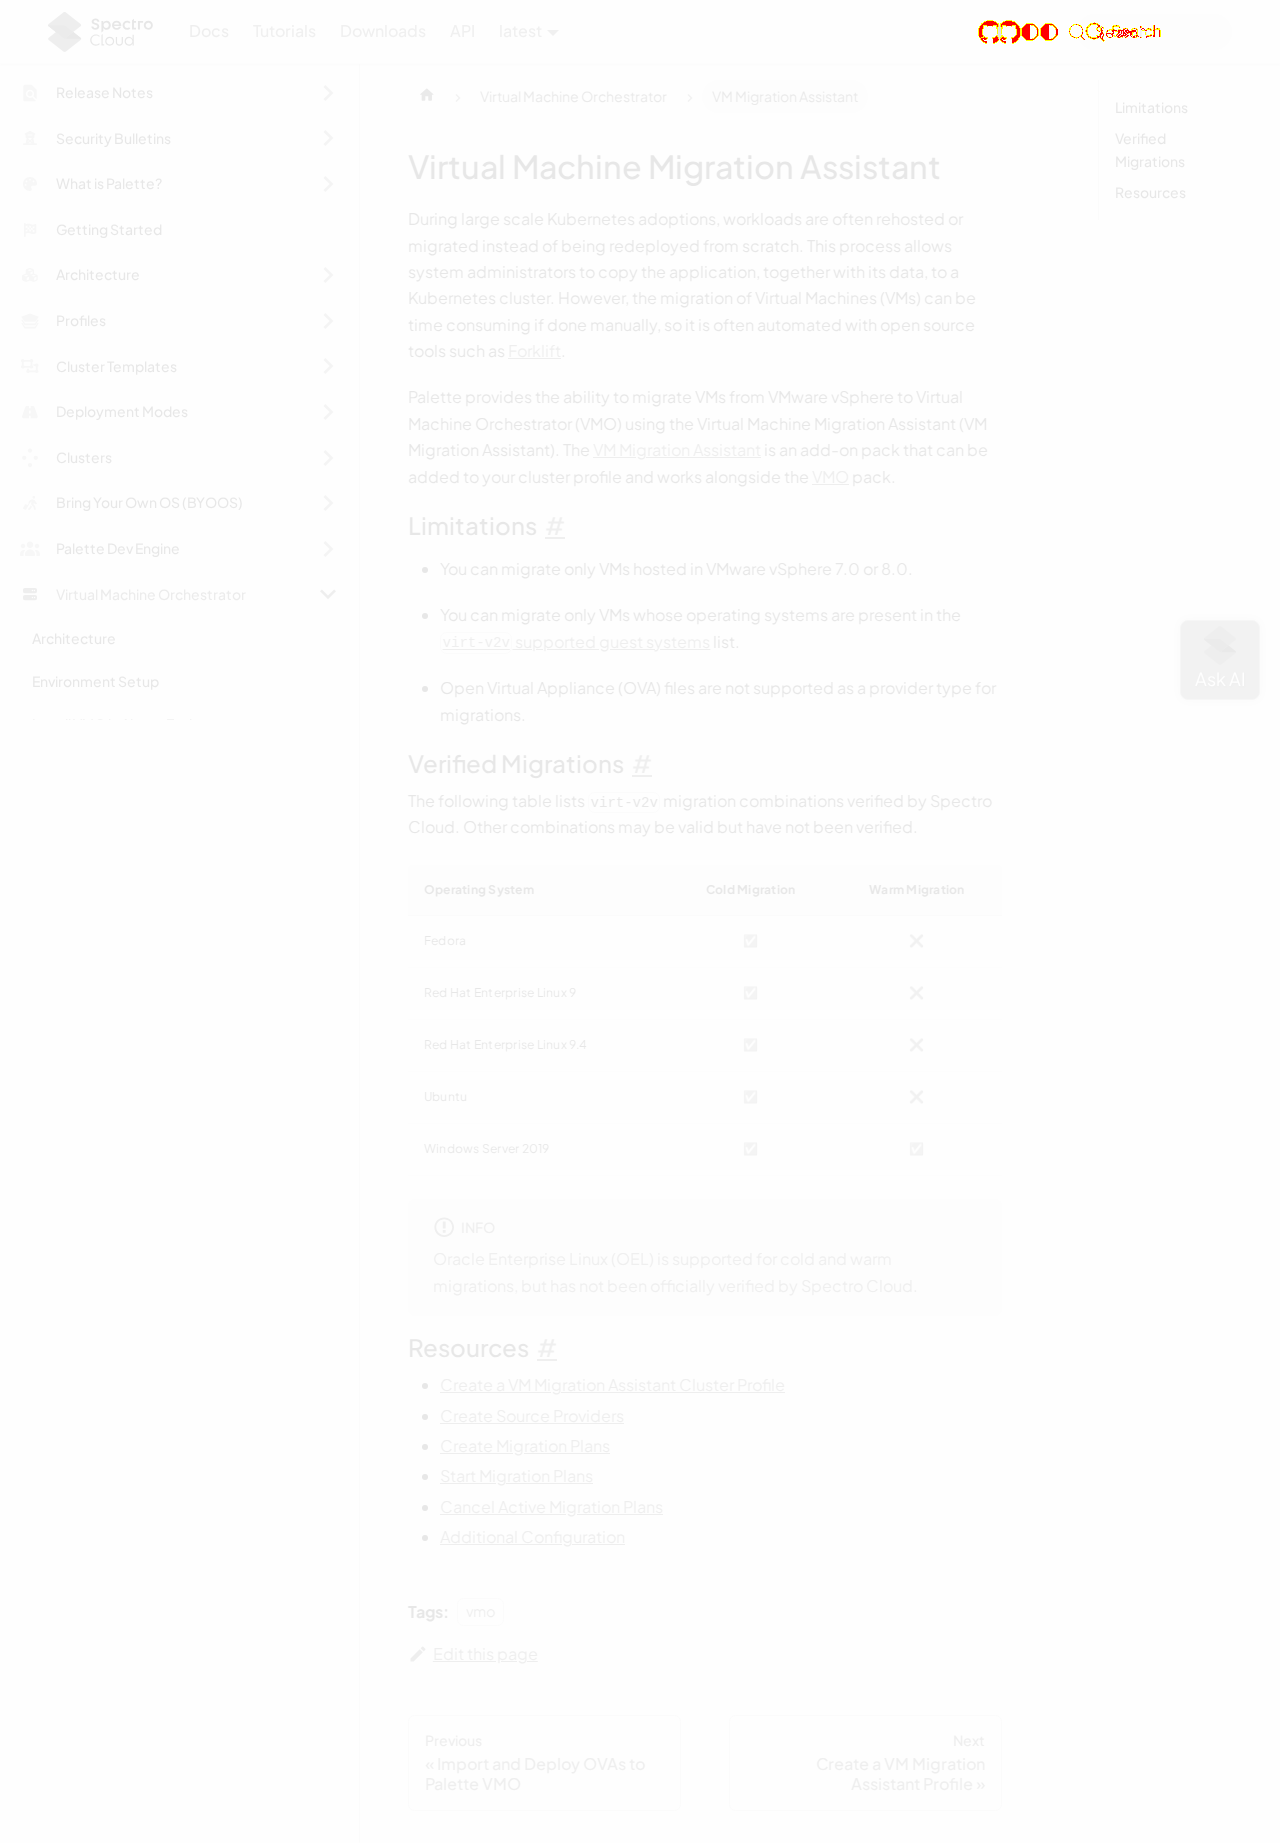 Spectro
Cloud
Docs
Tutorials
Downloads
API
latest
Search
Release Notes
Security Bulletins
What is Palette?
Getting Started
Architecture
Profiles
Cluster Templates
Deployment Modes
Clusters
Bring Your Own OS (BYOOS)
Palette Dev Engine
Virtual Machine Orchestrator
Architecture
Environment Setup
Virtual Machine Orchestrator
VM Migration Assistant
Virtual Machine Migration Assistant
During large scale Kubernetes adoptions, workloads are often rehosted or
migrated instead of being redeployed from scratch. This process allows
system administrators to copy the application, together with its data, to a
Kubernetes cluster. However, the migration of Virtual Machines (VMs) can be
time consuming if done manually, so it is often automated with open source
tools such as Forklift.
Palette provides the ability to migrate VMs from VMware vSphere to Virtual
Machine Orchestrator (VMO) using the Virtual Machine Migration Assistant (VM
Migration Assistant). The VM Migration Assistant is an add-on pack that can be
added to your cluster profile and works alongside the VMO pack.
Limitations #
• You can migrate only VMs hosted in VMware vSphere 7.0 or 8.0.
• You can migrate only VMs whose operating systems are present in the
virt-v2v supported guest systems list.
• Open Virtual Appliance (OVA) files are not supported as a provider type for
migrations.
Verified Migrations #
The following table lists virt-v2v migration combinations verified by Spectro
Cloud. Other combinations may be valid but have not been verified.
Operating System Cold Migration Warm Migration
Fedora ✅ ❌
Red Hat Enterprise Linux 9 ✅ ❌
Red Hat Enterprise Linux 9.4 ✅ ❌
Ubuntu ✅ ❌
Windows Server 2019 ✅ ✅
INFO
Oracle Enterprise Linux (OEL) is supported for cold and warm
migrations, but has not been officially verified by Spectro Cloud.
Resources #
• Create a VM Migration Assistant Cluster Profile
• Create Source Providers
• Create Migration Plans
• Start Migration Plans
• Cancel Active Migration Plans
• Additional Configuration
Tags: vmo
Edit this page
Previous
« Import and Deploy OVAs to
Palette VMO
Next
Create a VM Migration
Assistant Profile »
Limitations
Verified
Migrations
Resources
Ask AI